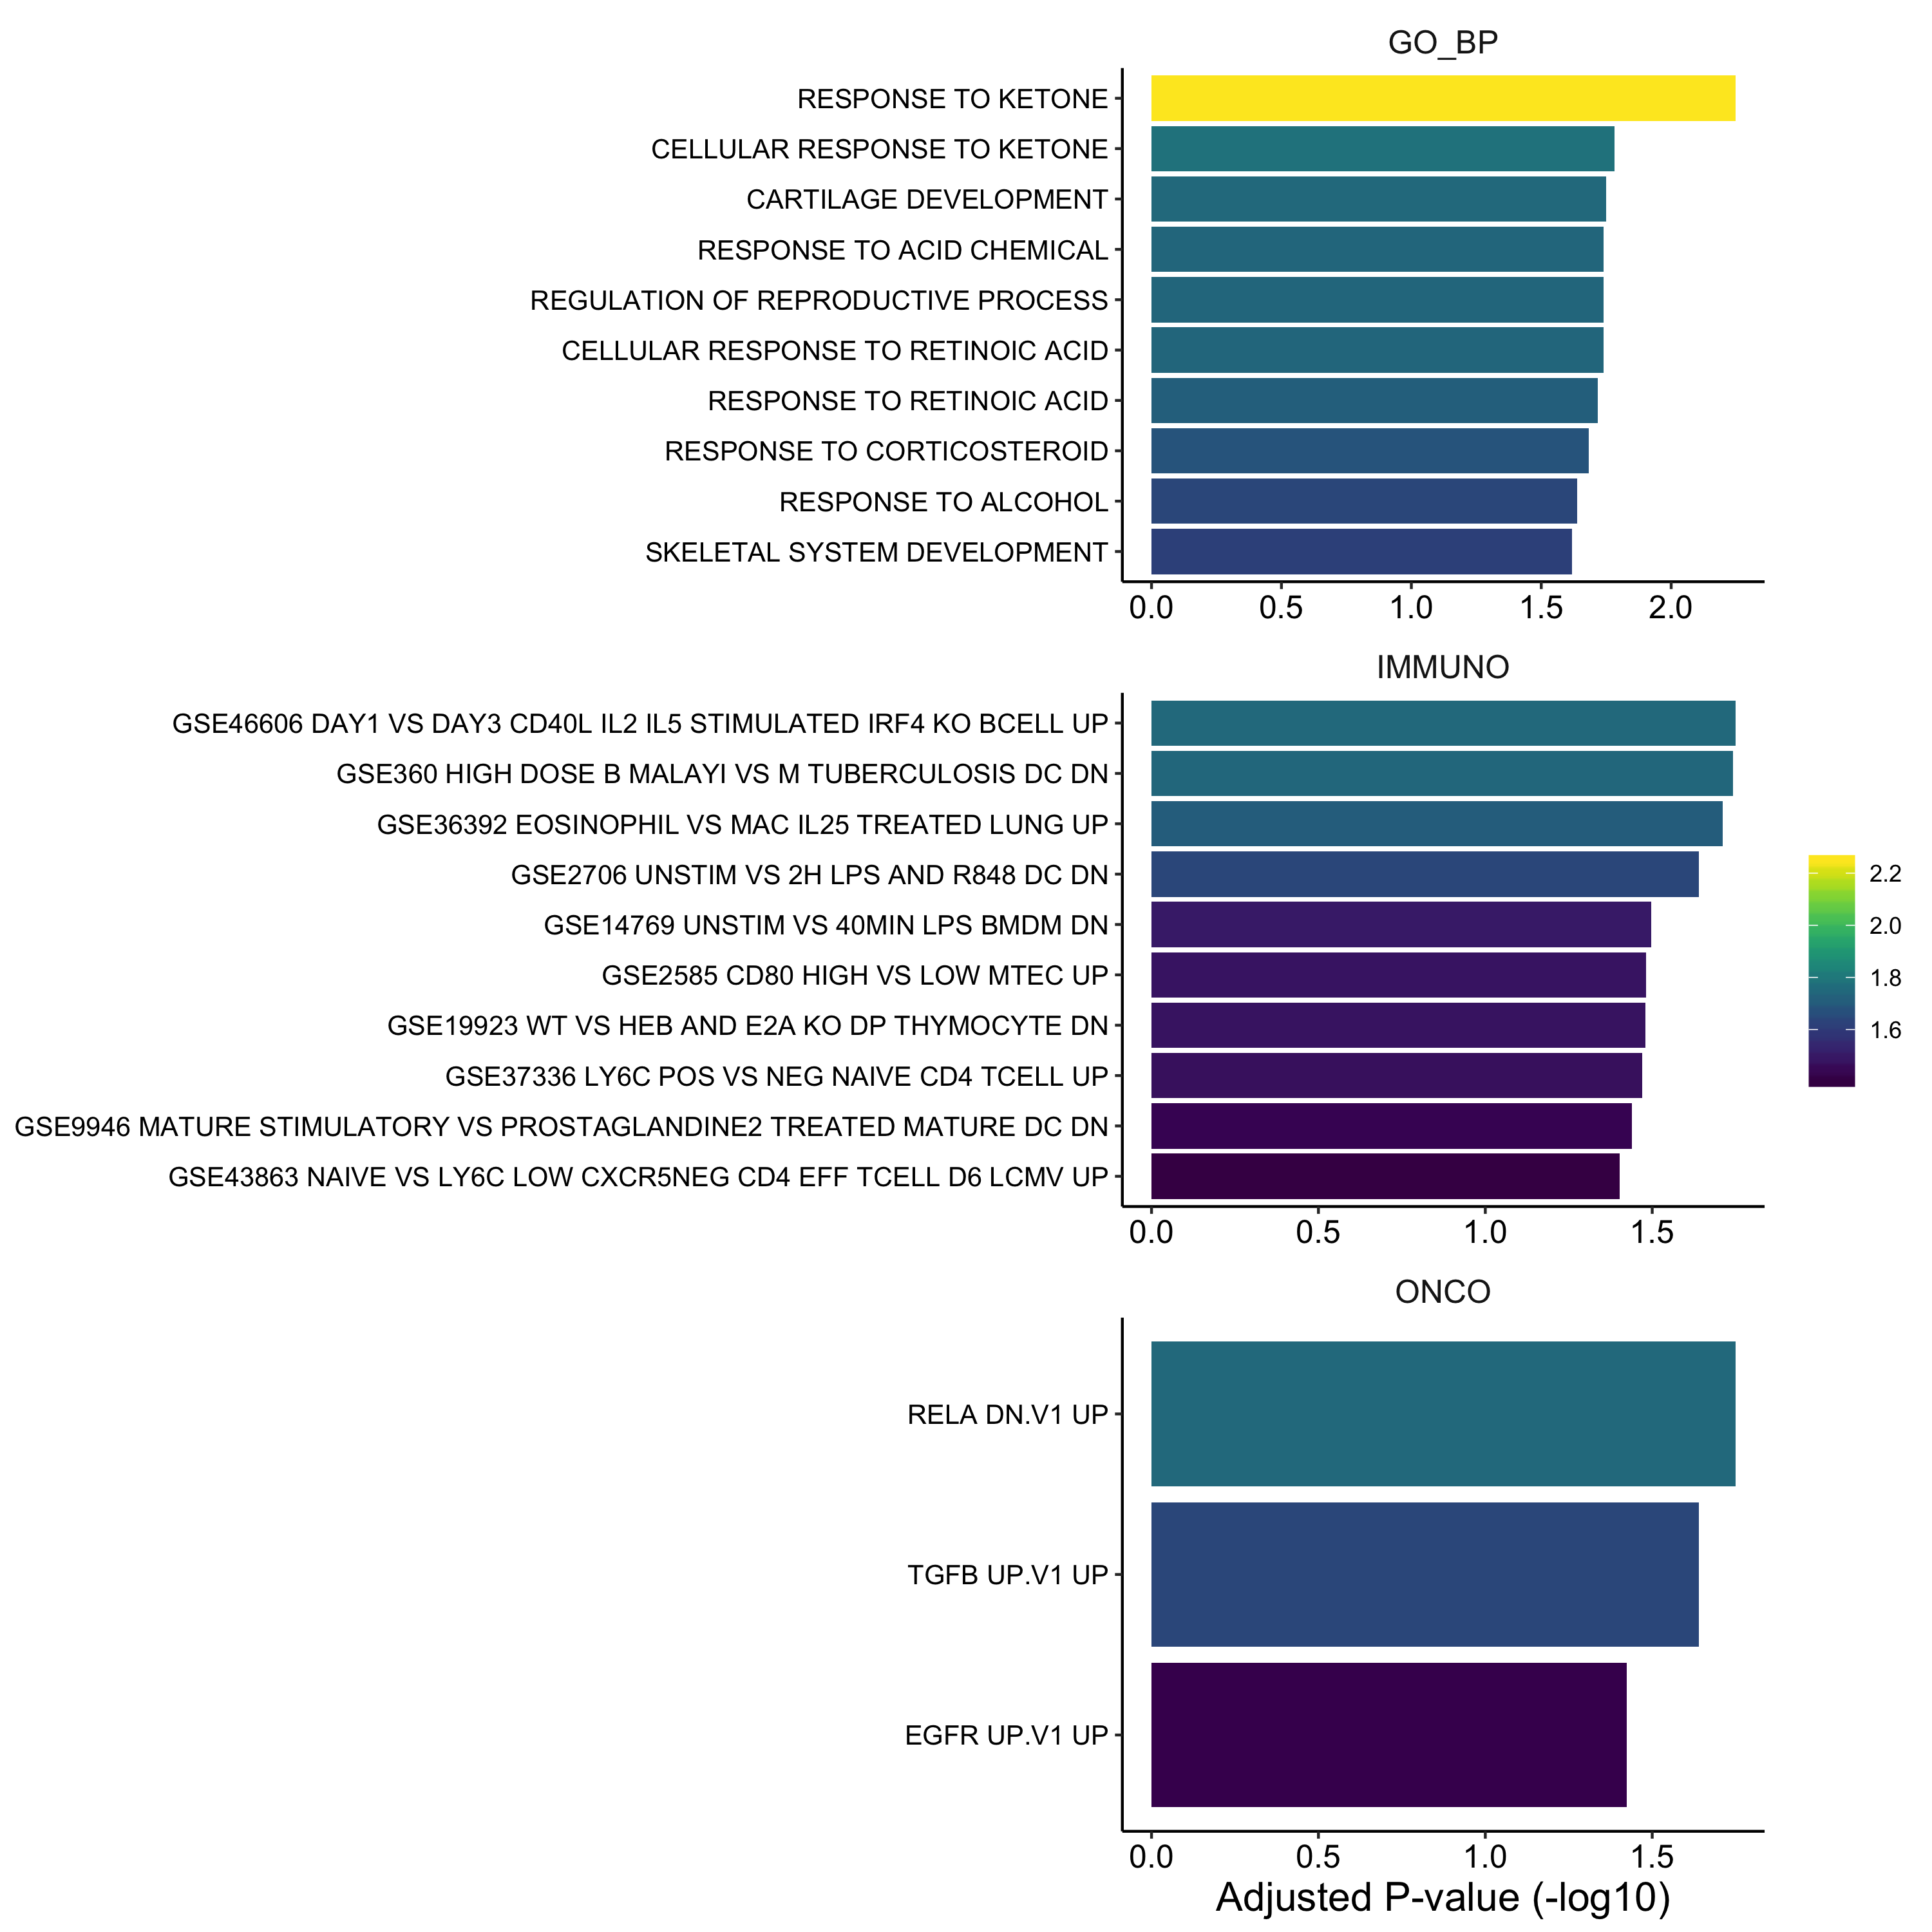 GO_BP
RESPONSE TO KETONE
CELLULAR RESPONSE TO KETONE
CARTILAGE DEVELOPMENT
RESPONSE TO ACID CHEMICAL
REGULATION OF REPRODUCTIVE PROCESS
CELLULAR RESPONSE TO RETINOIC ACID
RESPONSE TO RETINOIC ACID
RESPONSE TO CORTICOSTEROID
RESPONSE TO ALCOHOL
SKELETAL SYSTEM DEVELOPMENT
0.0 0.5 1.0 1.5 2.0
IMMUNO
GSE46606 DAY1 VS DAY3 CD40L IL2 IL5 STIMULATED IRF4 KO BCELL UP
GSE360 HIGH DOSE B MALAYI VS M TUBERCULOSIS DC DN
GSE36392 EOSINOPHIL VS MAC IL25 TREATED LUNG UP
GSE2706 UNSTIM VS 2H LPS AND R848 DC DN
GSE14769 UNSTIM VS 40MIN LPS BMDM DN
GSE2585 CD80 HIGH VS LOW MTEC UP
GSE19923 WT VS HEB AND E2A KO DP THYMOCYTE DN
GSE37336 LY6C POS VS NEG NAIVE CD4 TCELL UP
GSE9946 MATURE STIMULATORY VS PROSTAGLANDINE2 TREATED MATURE DC DN
GSE43863 NAIVE VS LY6C LOW CXCR5NEG CD4 EFF TCELL D6 LCMV UP
0.0 0.5 1.0 1.5
2.2
2.0
1.8
1.6
ONCO
RELA DN.V1 UP
TGFB UP.V1 UP
EGFR UP.V1 UP
0.0 0.5 1.0 1.5
Adjusted P-value (-log10)